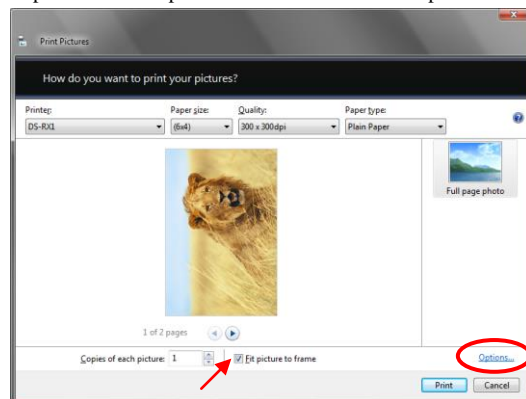 Print Pictures
How do you want to print your pictures?
Printer: Paper size: Quality: Paper type:
DS-RX1 (6x4) 300 x 300 dpi Plain Paper
Full page photo
1 of 2 pages
Copies of each picture: 1 Fit picture to frame Options...
Print Cancel